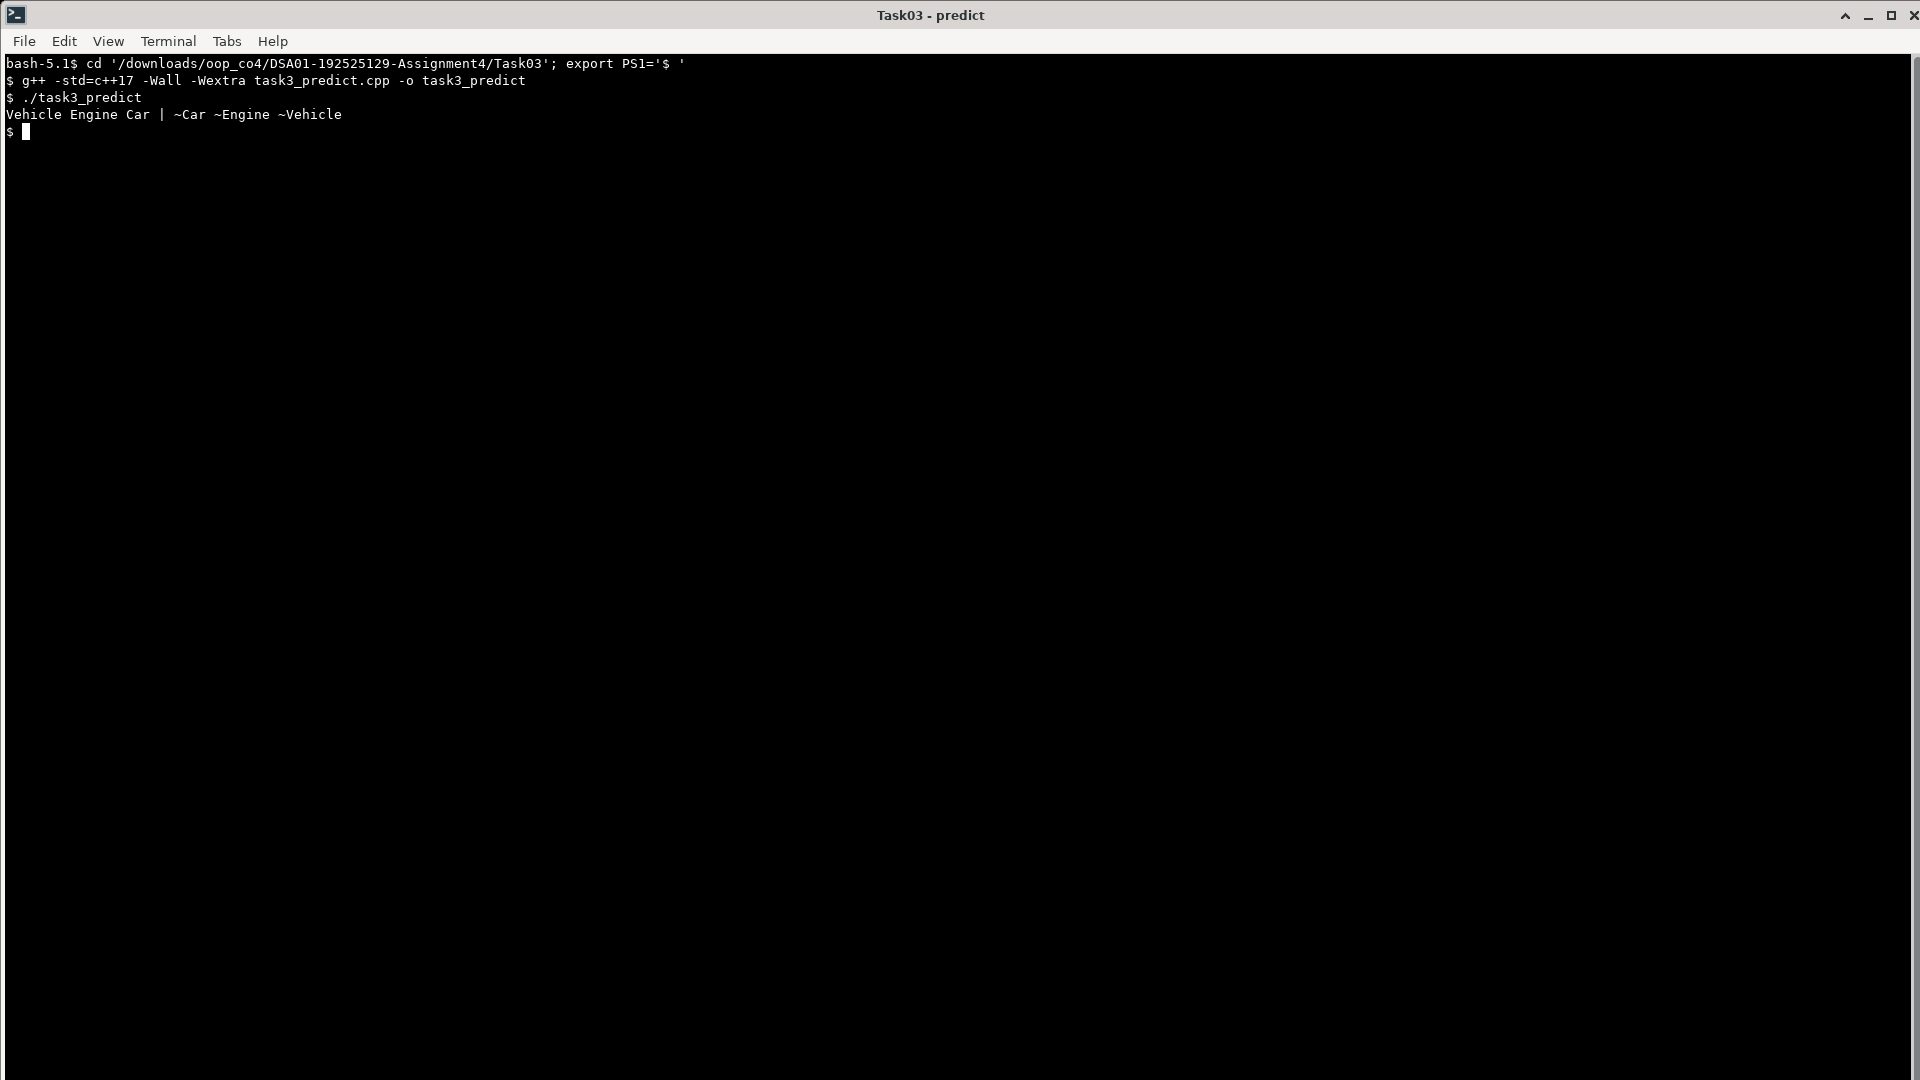 Task03 - predict
File Edit View Terminal Tabs Help
bash-5.1$ cd '/downloads/oop_co4/DSA01-192525129-Assignment4/Task03'; export PS1='$ '
$ g++ -std=c++17 -Wall -Wextra task3_predict.cpp -o task3_predict
$ ./task3_predict
Vehicle Engine Car | ~Car ~Engine ~Vehicle
$